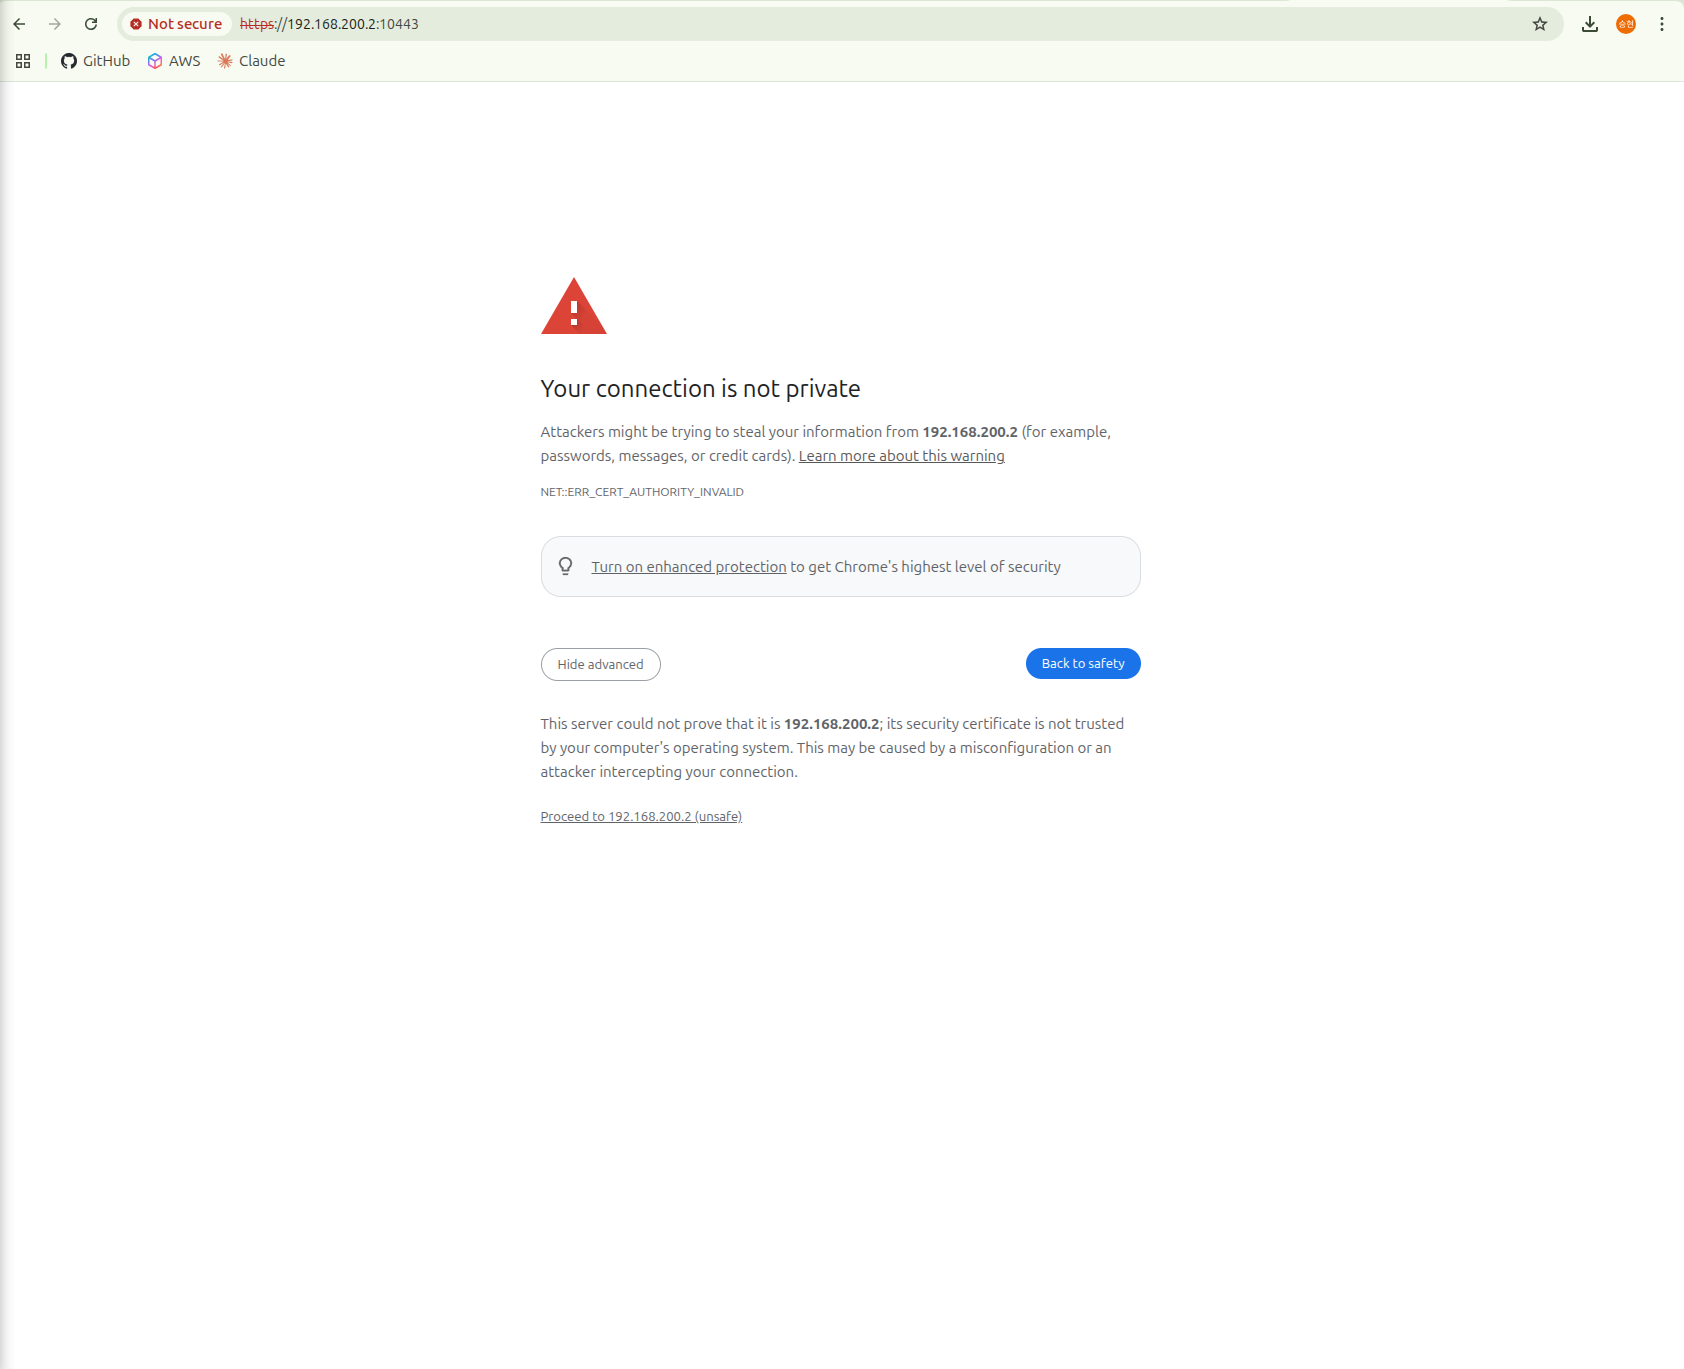 Not secure https://192.168.200.2:10443
승현
GitHub AWS Claude
Your connection is not private
Attackers might be trying to steal your information from 192.168.200.2 (for example,
passwords, messages, or credit cards). Learn more about this warning
NET::ERR_CERT_AUTHORITY_INVALID
Turn on enhanced protection to get Chrome's highest level of security
Hide advanced
Back to safety
This server could not prove that it is 192.168.200.2; its security certificate is not trusted
by your computer's operating system. This may be caused by a misconfiguration or an
attacker intercepting your connection.
Proceed to 192.168.200.2 (unsafe)